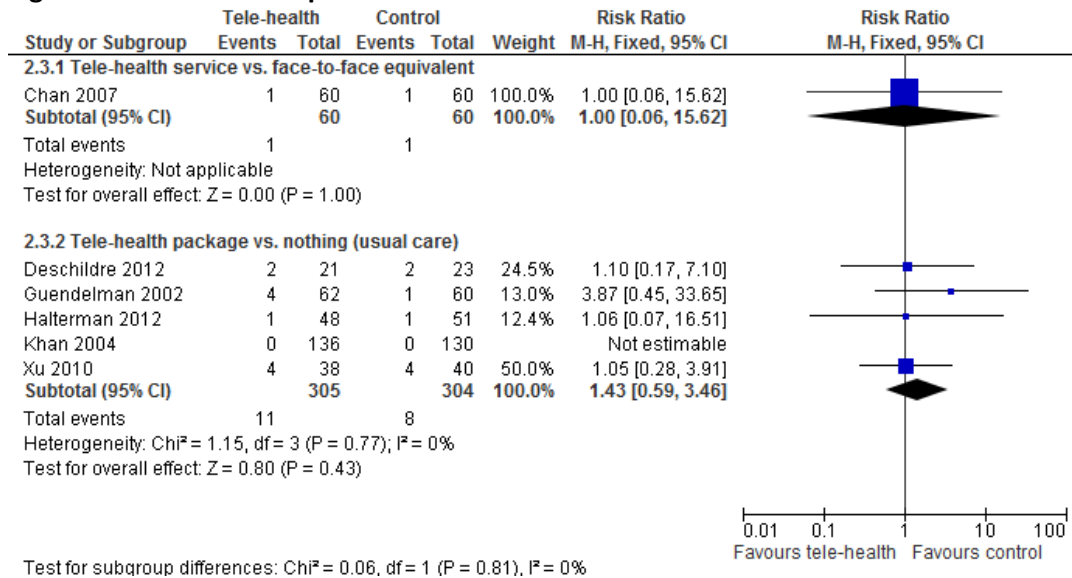 Tele-health Control Risk Ratio Risk Ratio
Study or Subgroup Events Total Events Total Weight M-H, Fixed, 95% CI M-H, Fixed, 95% CI
2.3.1 Tele-health service vs. face-to-face equivalent
Chan 2007 1 60 1 60 100.0% 1.00 [0.06, 15.62]
Subtotal (95% CI) 60 60 100.0% 1.00 [0.06, 15.62]
Total events 1 1
Heterogeneity: Not applicable
Test for overall effect: Z = 0.00 (P = 1.00)
2.3.2 Tele-health package vs. nothing (usual care)
Deschildre 2012 2 21 2 23 24.5% 1.10 [0.17, 7.10]
Guendelman 2002 4 62 1 60 13.0% 3.87 [0.45, 33.65]
Halterman 2012 1 48 1 51 12.4% 1.06 [0.07, 16.51]
Khan 2004 0 136 0 130 Not estimable
Xu 2010 4 38 4 40 50.0% 1.05 [0.28, 3.91]
Subtotal (95% CI) 305 304 100.0% 1.43 [0.59, 3.46]
Total events 11 8
Heterogeneity: Chi² = 1.15, df = 3 (P = 0.77); I² = 0%
Test for overall effect: Z = 0.80 (P = 0.43)
0.01 0.1 1 10 100
Favours tele-health Favours control
Test for subgroup differences: Chi² = 0.06, df = 1 (P = 0.81), I² = 0%